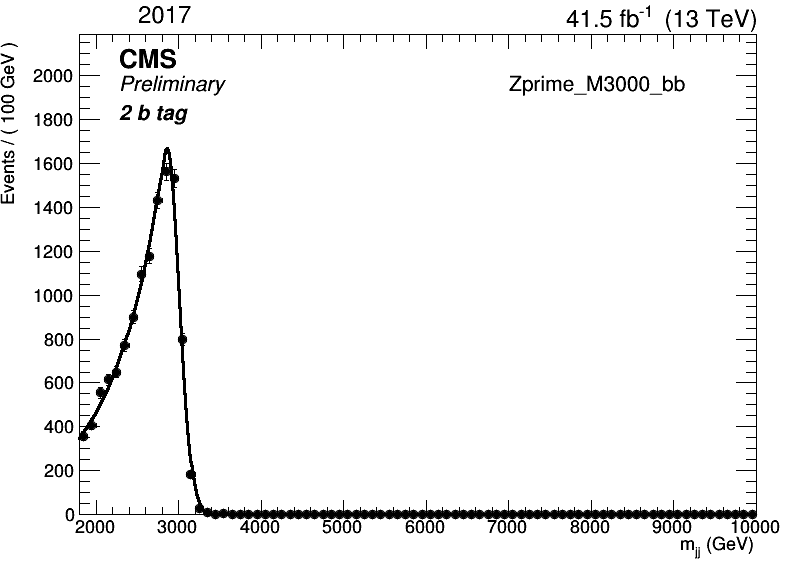 2017 41.5 fb-1 (13 TeV)
CMS
Preliminary
2 b tag
Zprime_M3000_bb
Events / ( 100 GeV )
2000
1800
1600
1400
1200
1000
800
600
400
200
0
2000 3000 4000 5000 6000 7000 8000 9000 10000
mjj (GeV)